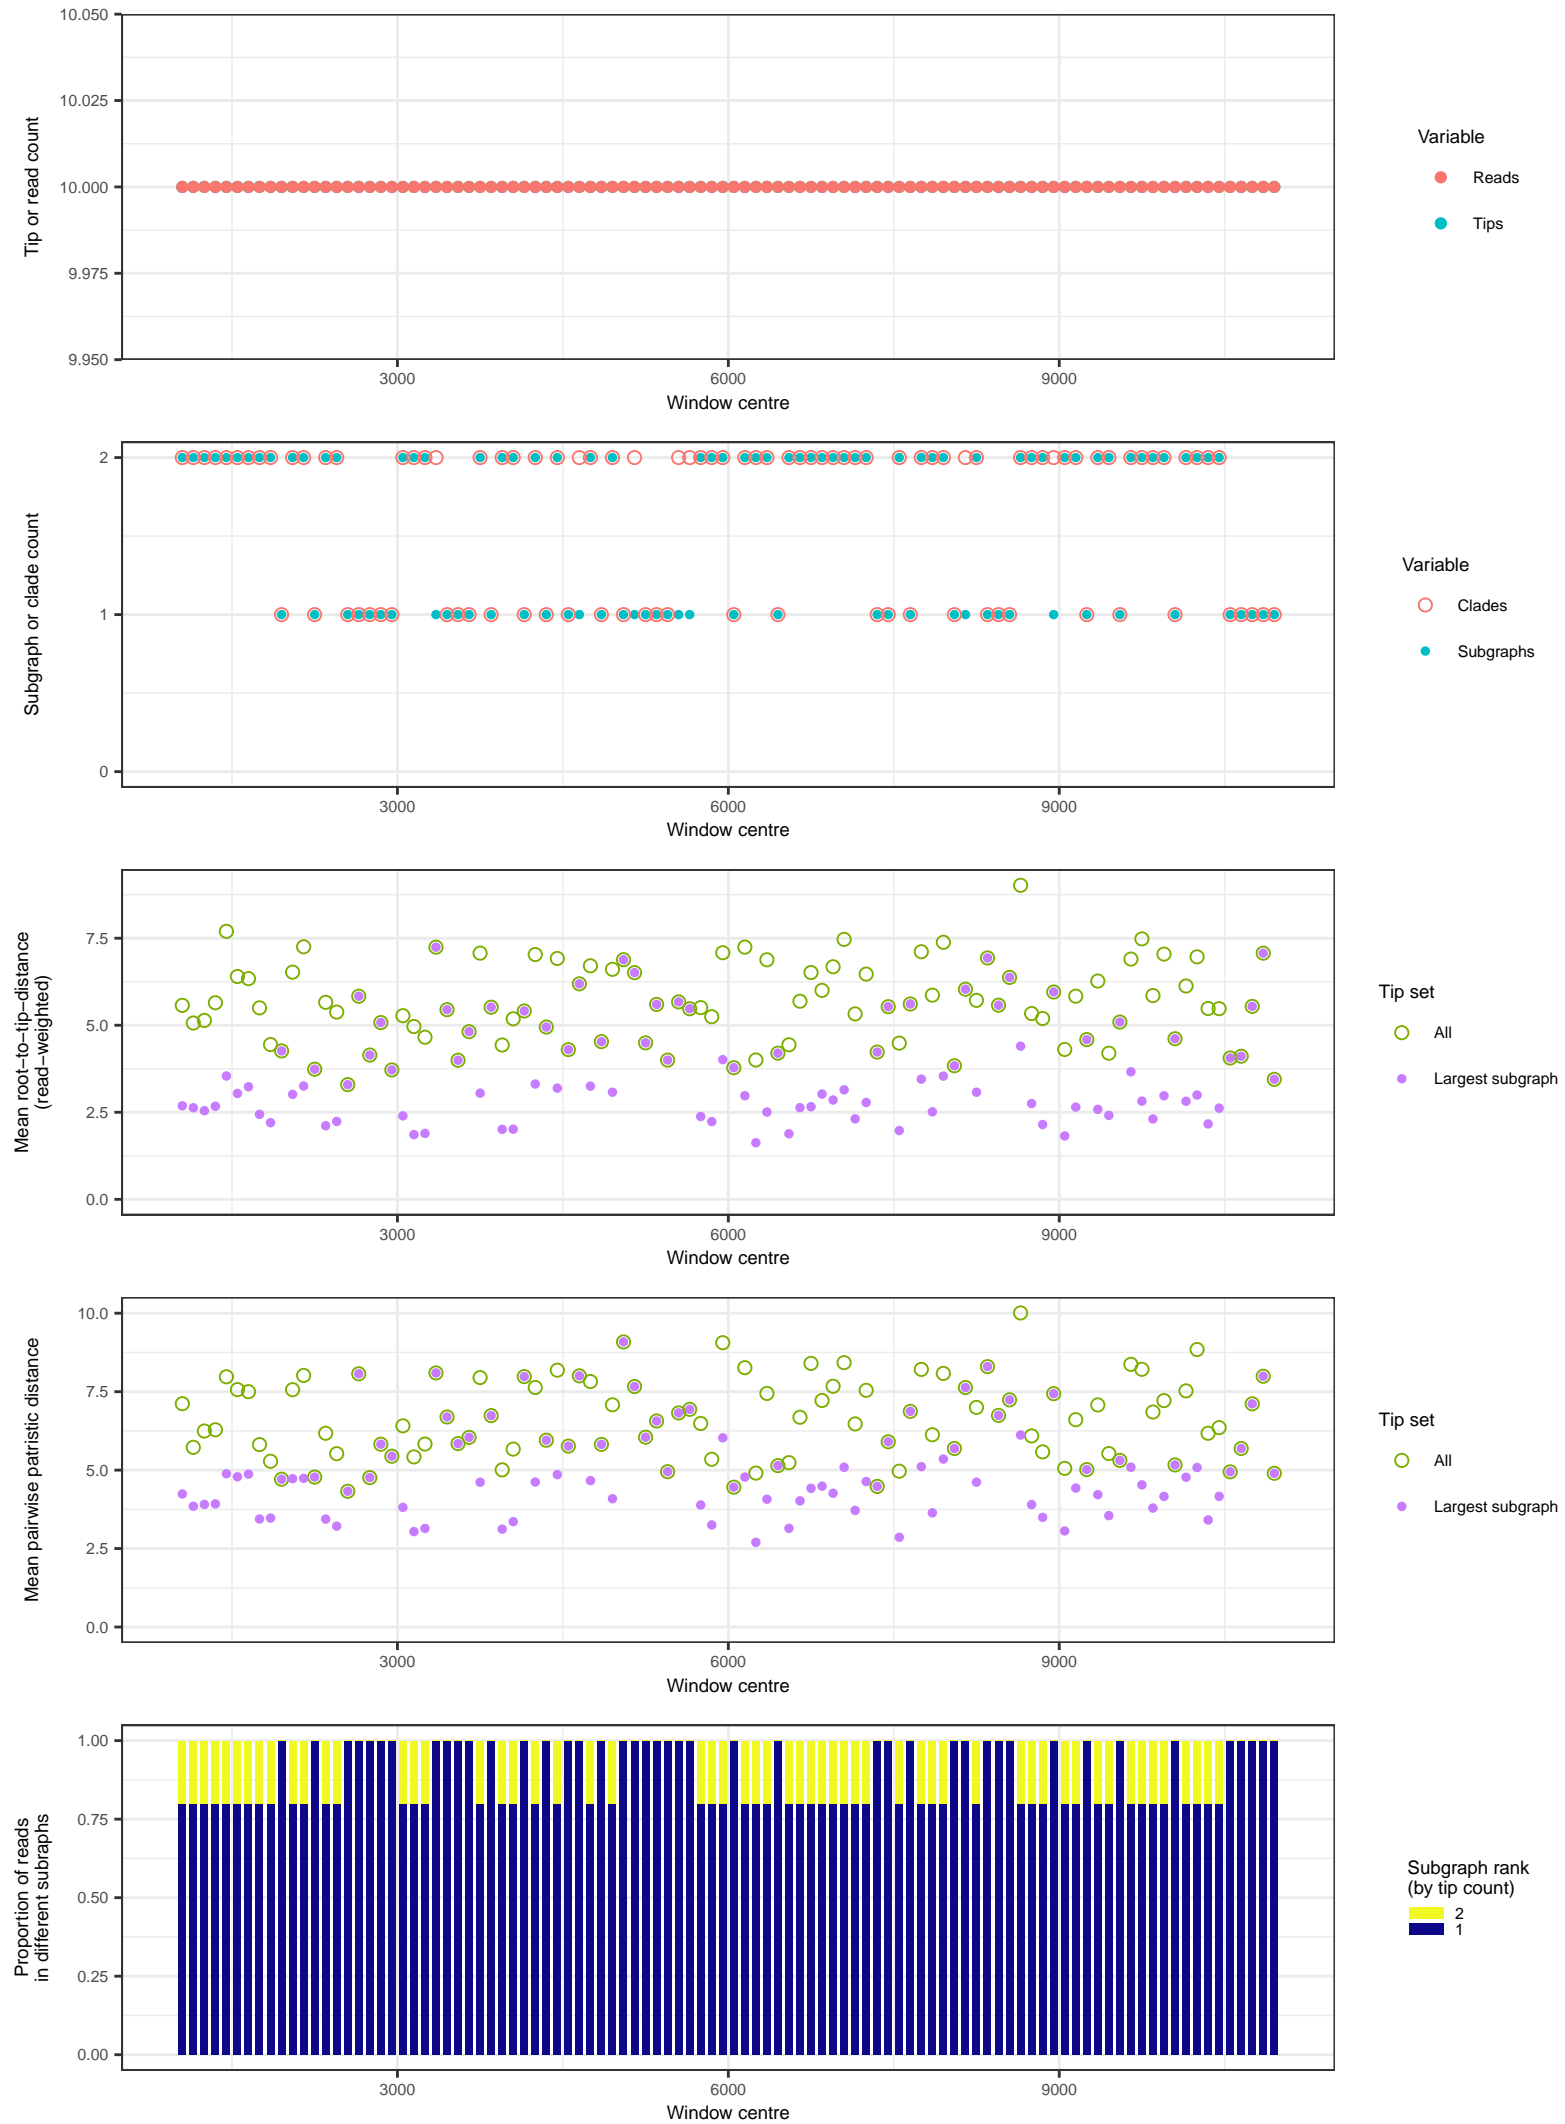 10.050
10.025
10.000
9.975
9.950
Tip or read count
3000
6000
9000
Window centre
Variable
Reads
Tips
2
1
0
Subgraph or clade count
3000
6000
9000
Window centre
Variable
Clades
Subgraphs
7.5
5.0
2.5
0.0
Mean root−to−tip−distance
(read−weighted)
3000
6000
9000
Window centre
Tip set
All
Largest subgraph
10.0
7.5
5.0
2.5
0.0
Mean pairwise patristic distance
3000
6000
9000
Window centre
Tip set
All
Largest subgraph
1.00
0.75
0.50
0.25
0.00
Proportion of reads
in different subraphs
3000
6000
9000
Window centre
Subgraph rank
(by tip count)
2
1